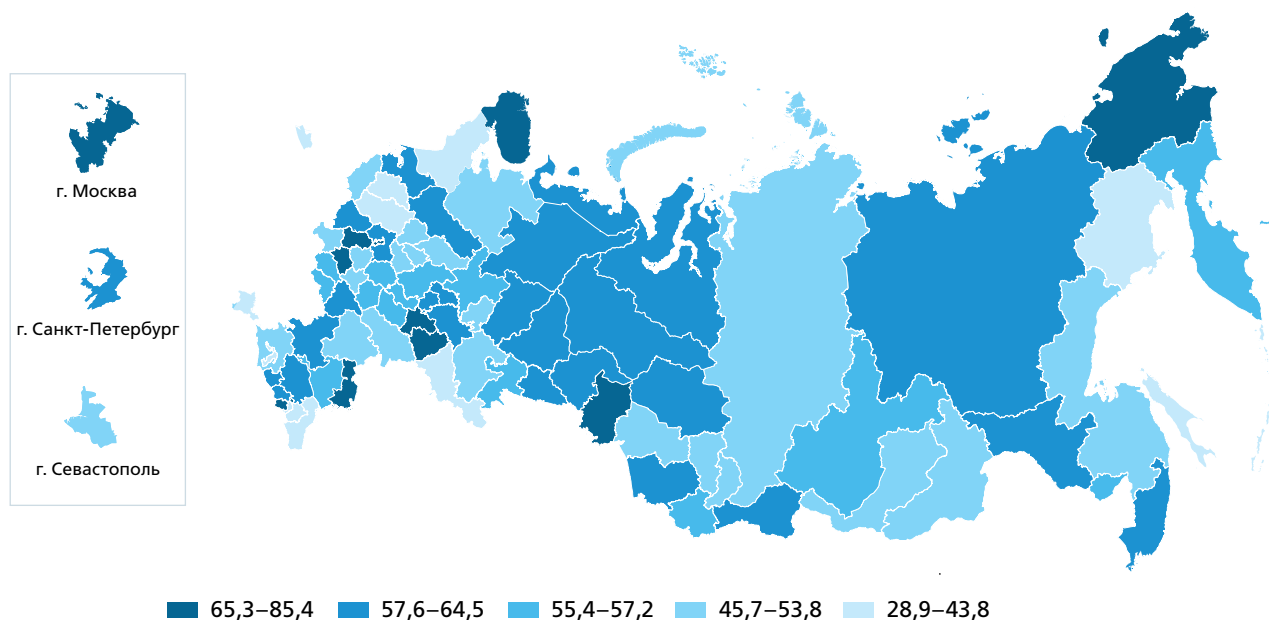 г. Москва
г. Санкт-Петербург
г. Севастополь
65,3–85,4 57,6–64,5 55,4–57,2 45,7–53,8 28,9–43,8